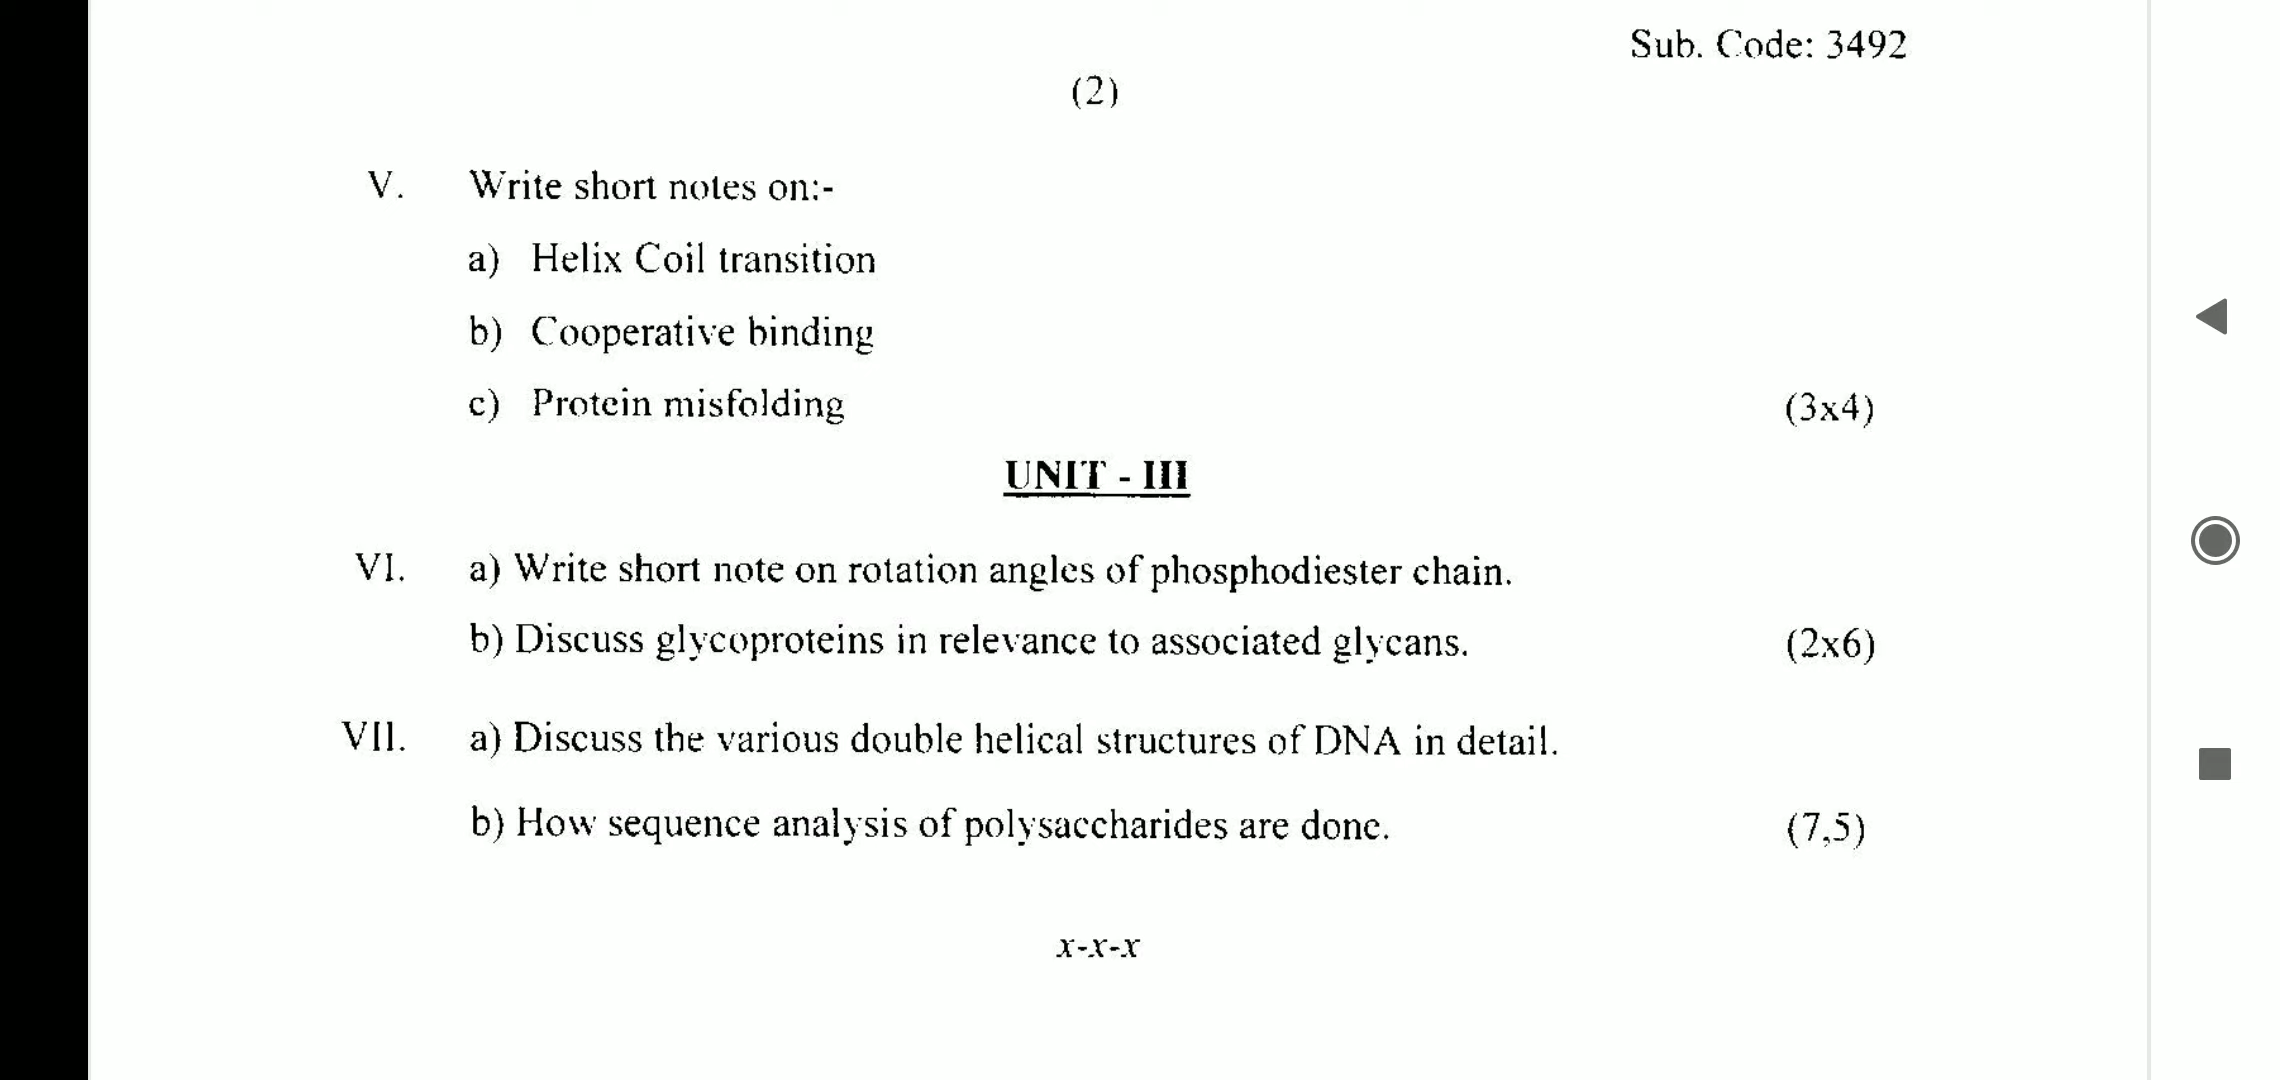 Sub. Code: 3492
(2)
V. Write short notes on:-
a) Helix Coil transition
b) Cooperative binding
c) Protein misfolding (3x4)
UNIT - III
VI. a) Write short note on rotation angles of phosphodiester chain.
b) Discuss glycoproteins in relevance to associated glycans. (2x6)
VII. a) Discuss the various double helical structures of DNA in detail.
b) How sequence analysis of polysaccharides are done. (7,5)
x-x-x